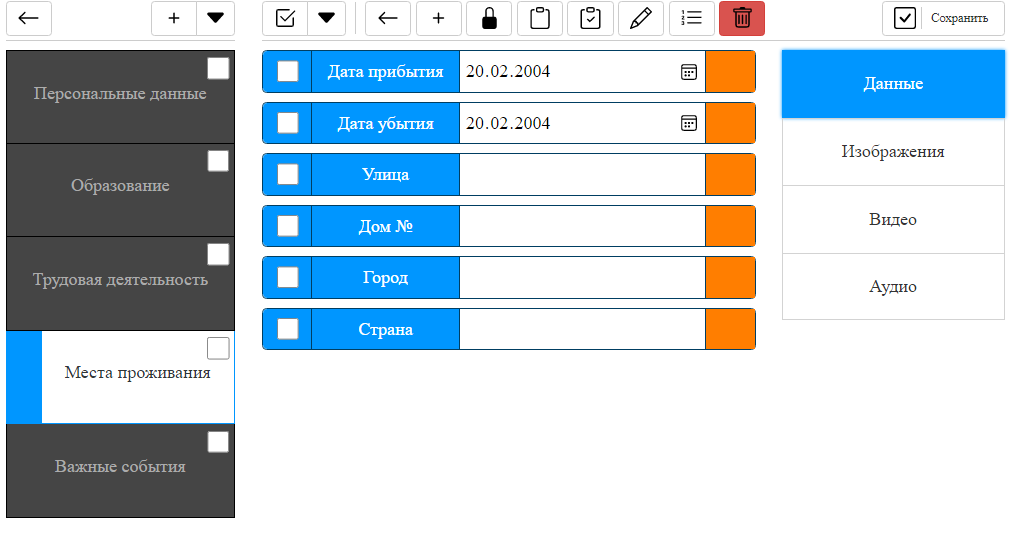 Сохранить
Персональные данные
Образование
Трудовая деятельность
Места проживания
Важные события
Дата прибытия 20.02.2004
Дата убытия 20.02.2004
Улица
Дом №
Город
Страна
Данные
Изображения
Видео
Аудио